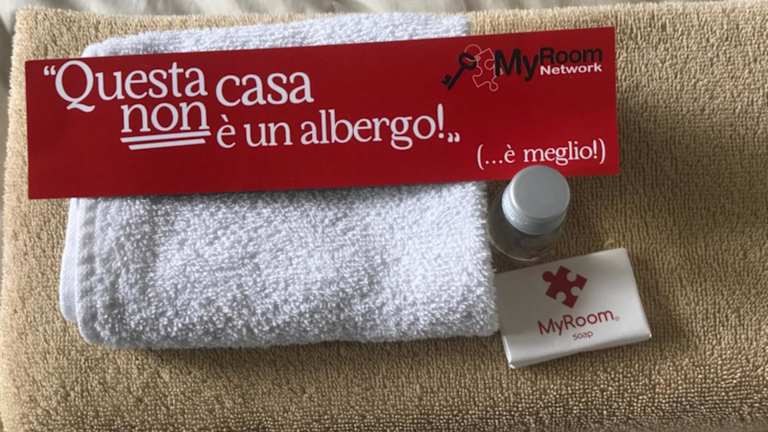 “Questa casa
non è un albergo!„
(...è meglio!)
MyRoom
Network
MyRoom®
soap